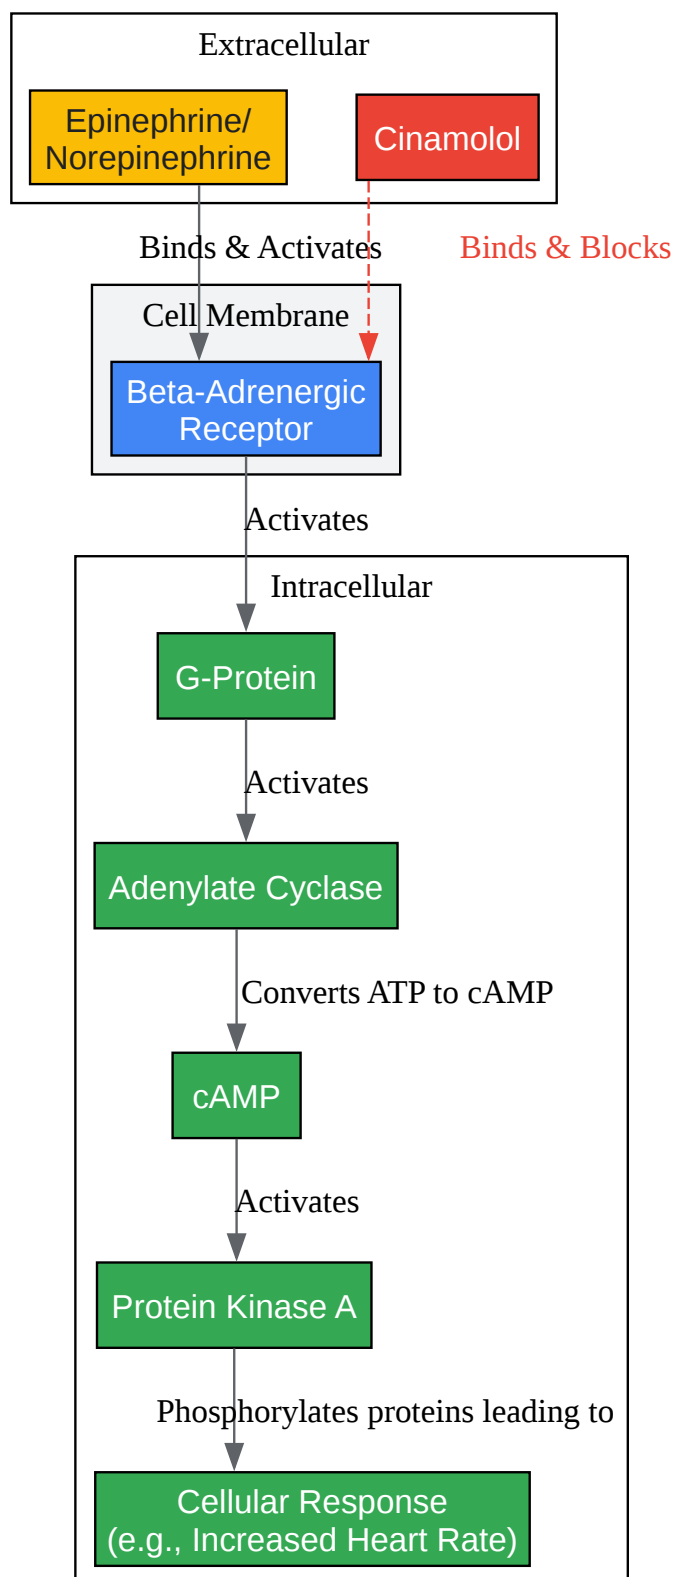 Extracellular
Epinephrine/
Norepinephrine
Cinamolol
Binds & Activates
Binds & Blocks
Cell Membrane
Beta-Adrenergic
Receptor
Activates
Intracellular
G-Protein
Activates
Adenylate Cyclase
Converts ATP to cAMP
cAMP
Activates
Protein Kinase A
Phosphorylates proteins leading to
Cellular Response
(e.g., Increased Heart Rate)